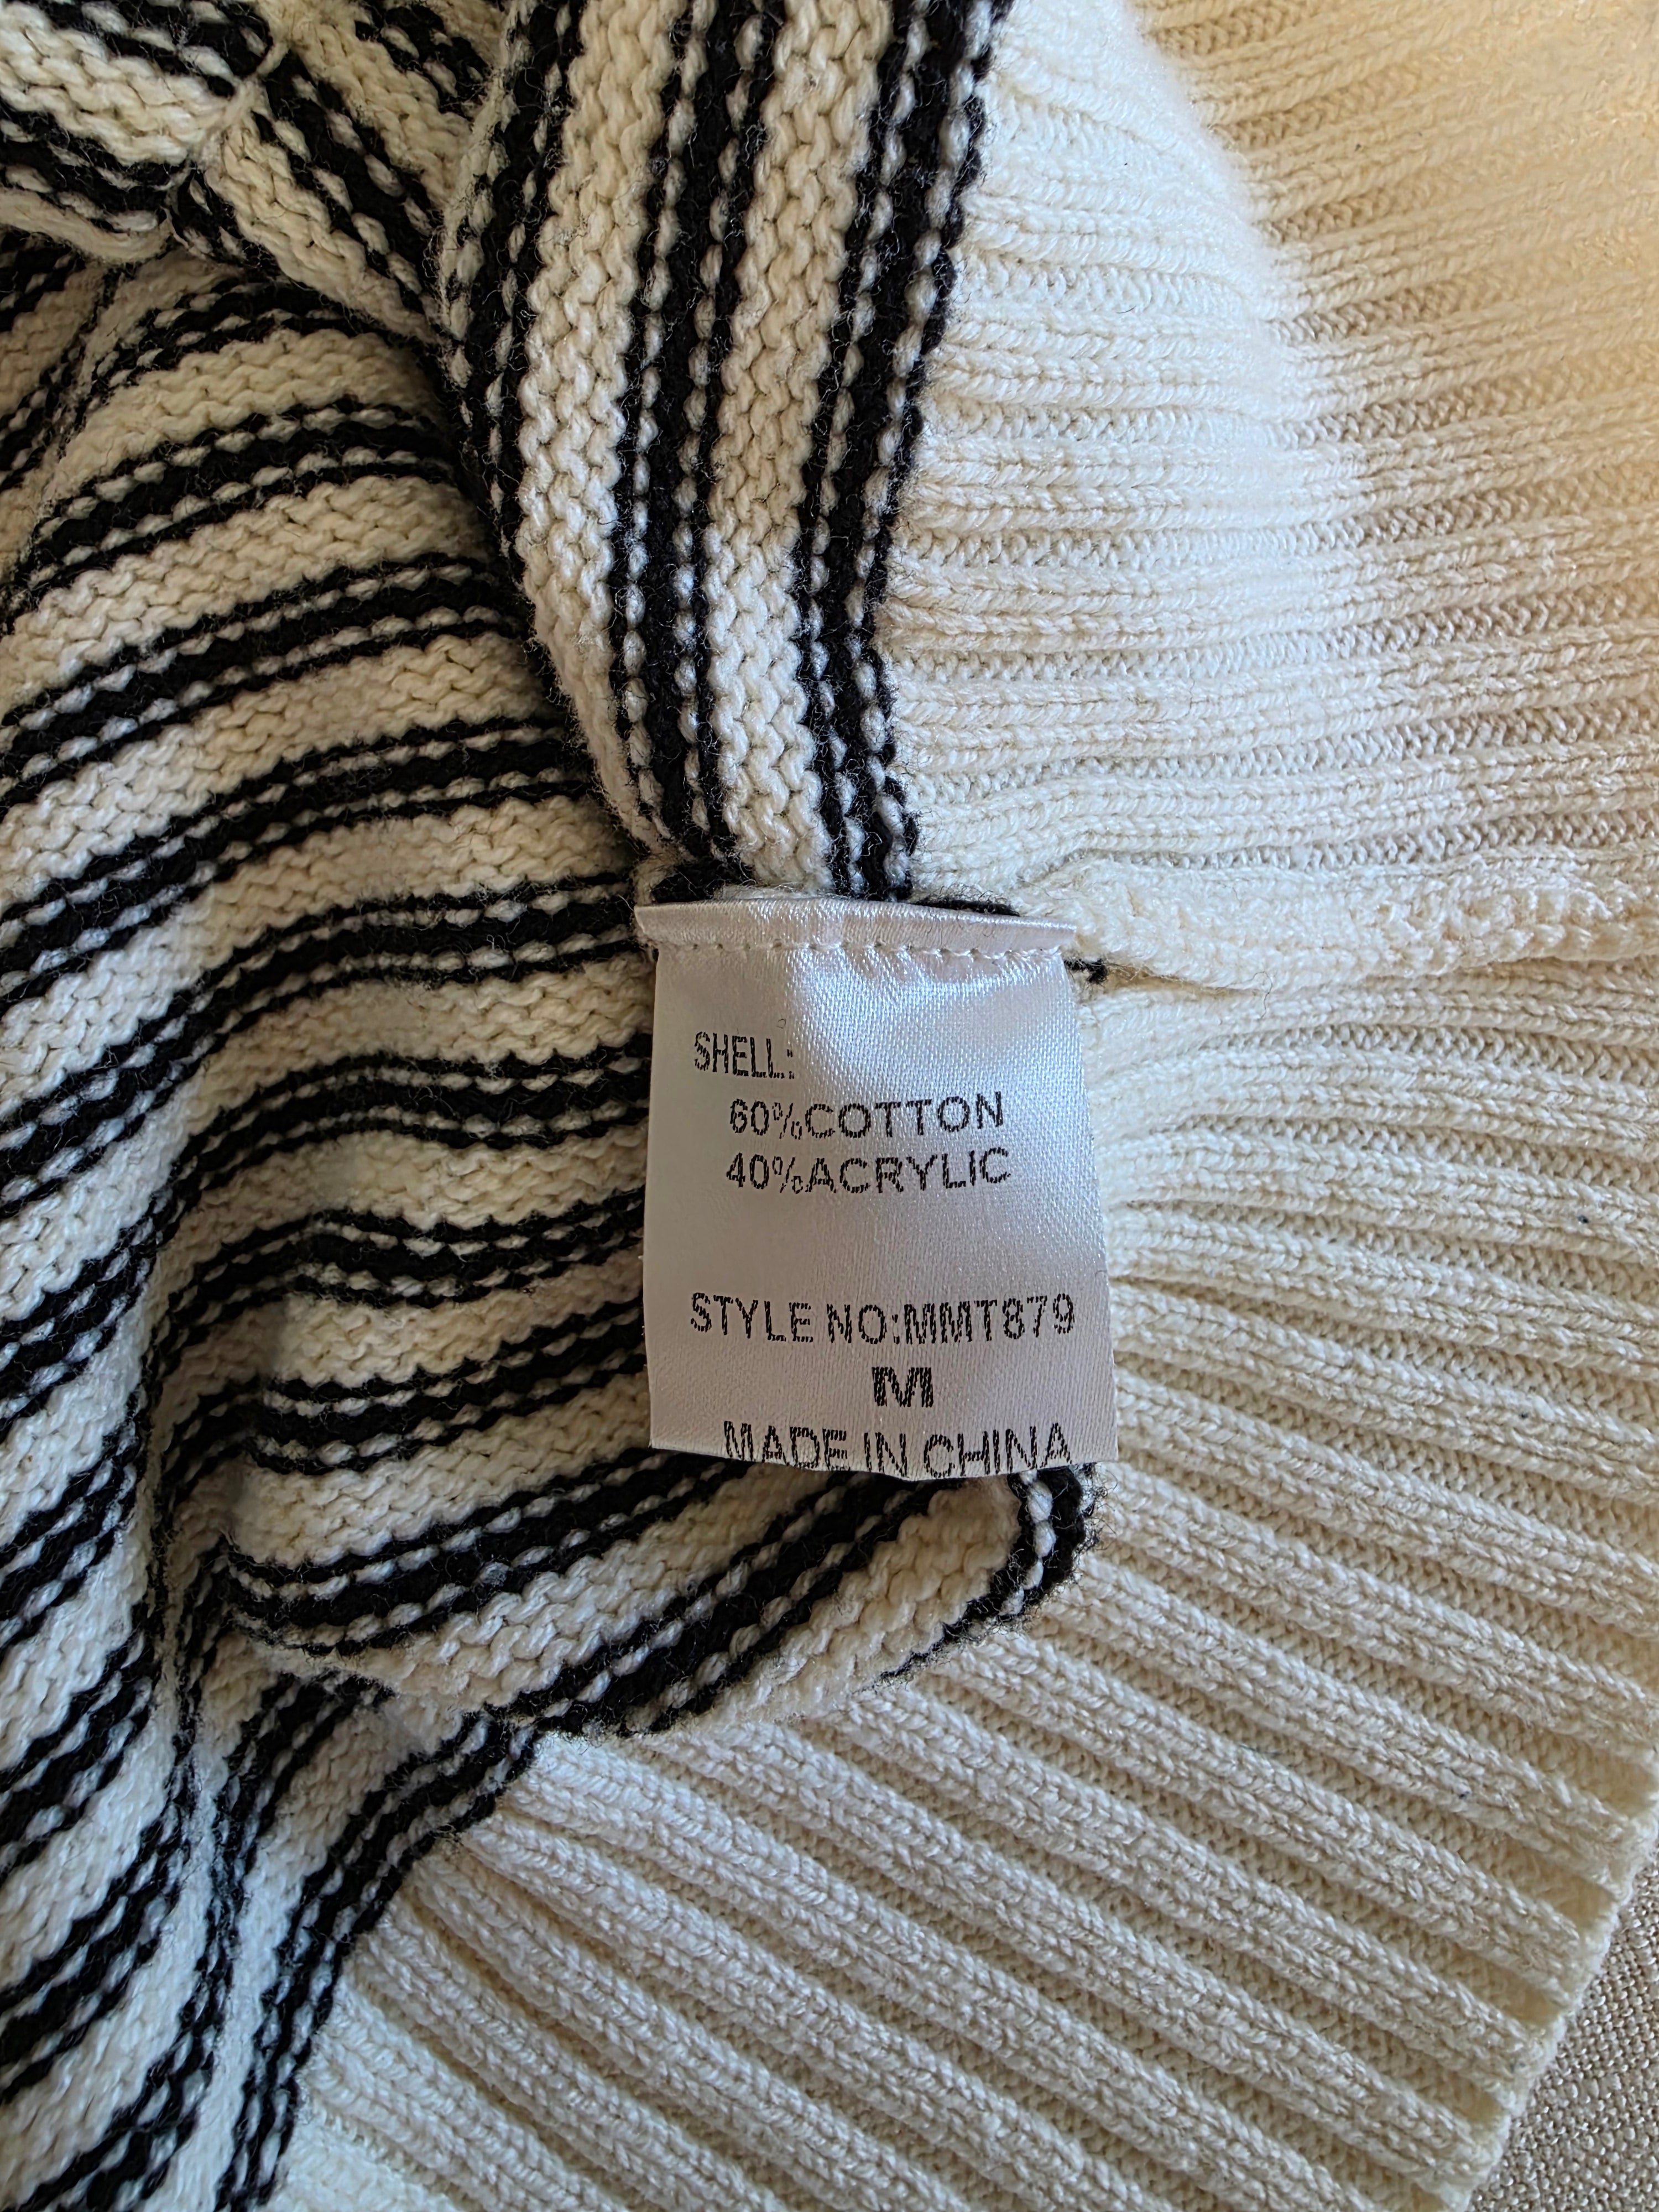 SHELL:
60%COTTON
40%ACRYLIC
STYLE NO:MMT879
M
MADE IN CHINA